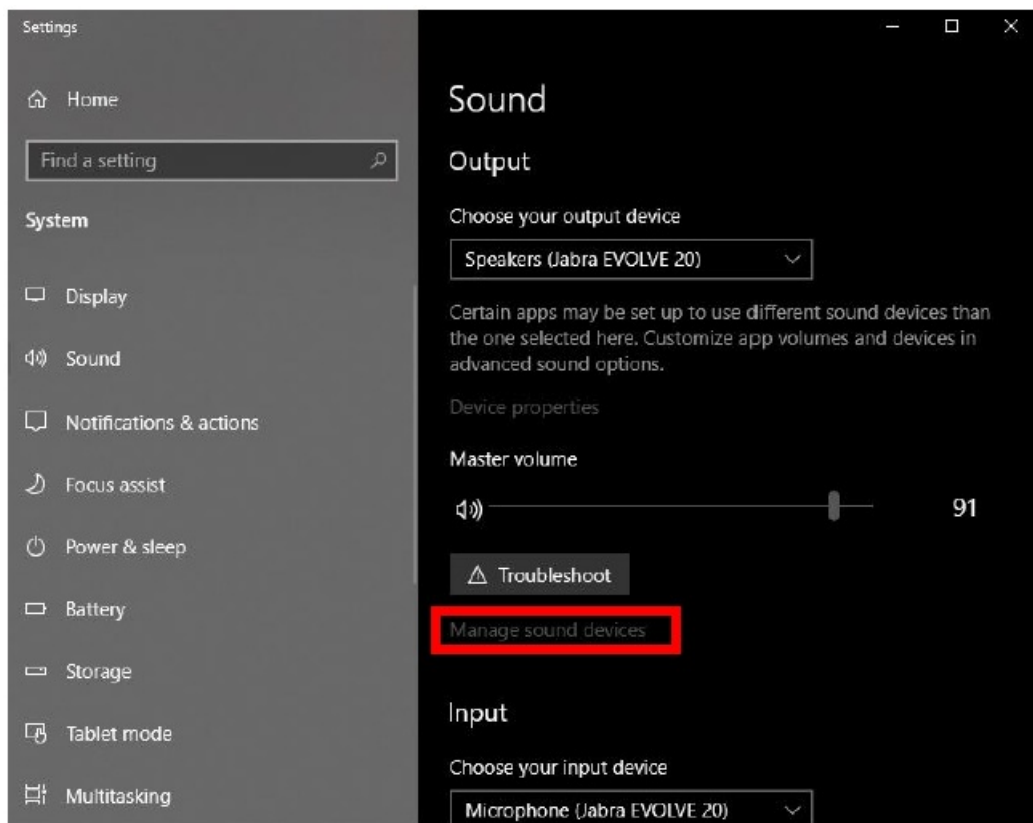 Settings
Home
Find a setting
System
Display
Sound
Notifications & actions
Focus assist
Power & sleep
Battery
Storage
Tablet mode
Multitasking
Sound
Output
Choose your output device
Speakers (Jabra EVOLVE 20)
Certain apps may be set up to use different sound devices than
the one selected here. Customize app volumes and devices in
advanced sound options.
Device properties
Master volume
91
Troubleshoot
Manage sound devices
Input
Choose your input device
Microphone (Jabra EVOLVE 20)